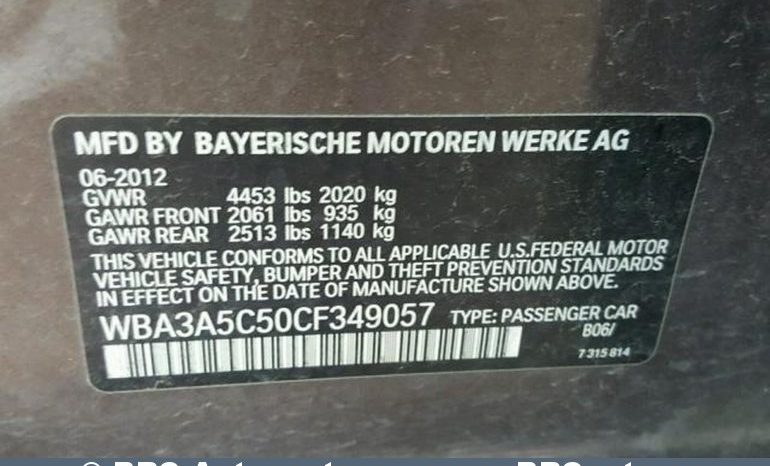 MFD BY BAYERISCHE MOTOREN WERKE AG
06-2012
GVWR 4453 lbs 2020 kg
GAWR FRONT 2061 lbs 935 kg
GAWR REAR 2513 lbs 1140 kg
THIS VEHICLE CONFORMS TO ALL APPLICABLE U.S.FEDERAL MOTOR
VEHICLE SAFETY, BUMPER AND THEFT PREVENTION STANDARDS
IN EFFECT ON THE DATE OF MANUFACTURE SHOWN ABOVE.
WBA3A5C50CF349057 TYPE: PASSENGER CAR
B06/
7 315 814